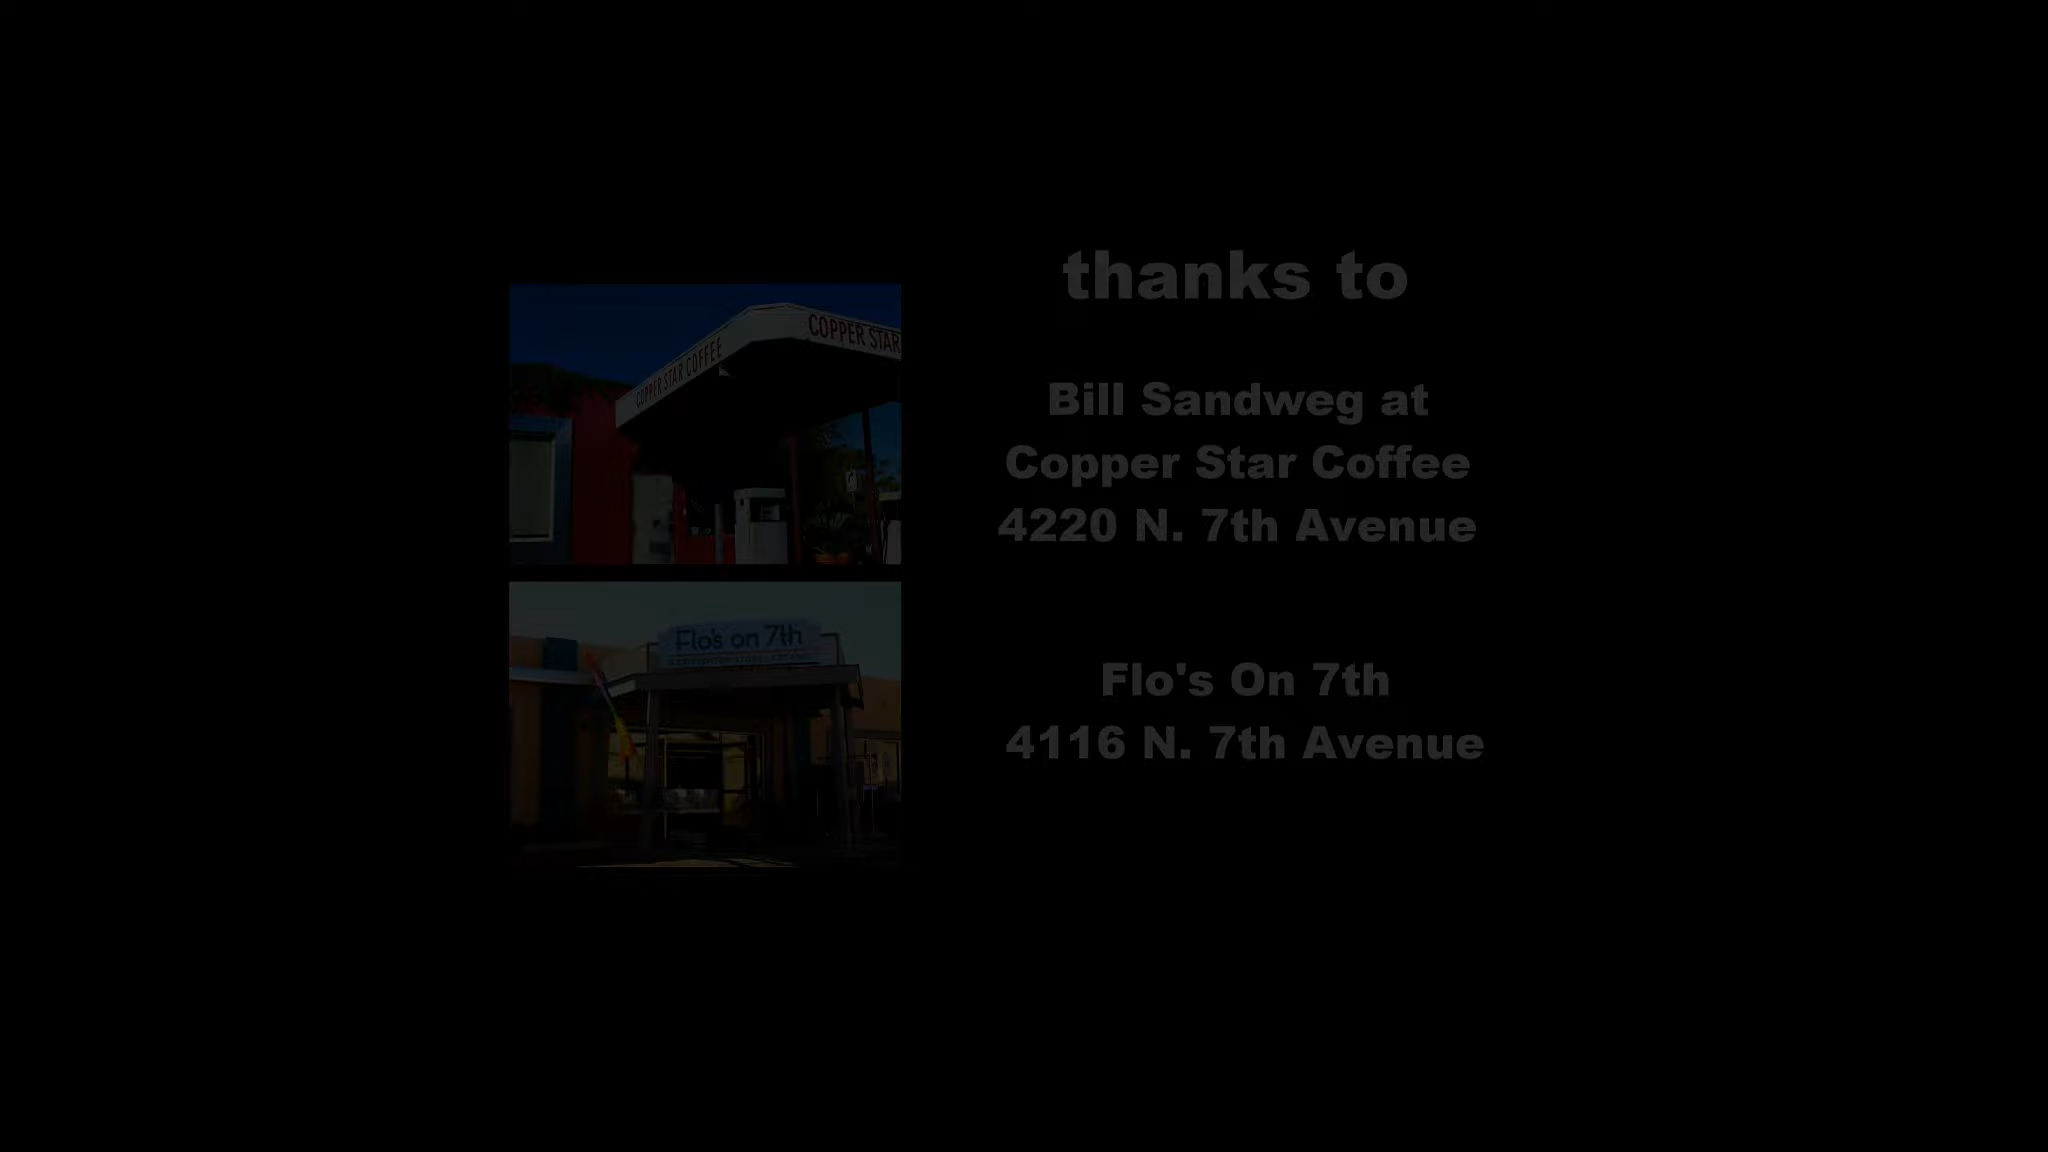 thanks to
Bill Sandweg at
Copper Star Coffee
4220 N. 7th Avenue
Flo's On 7th
4116 N. 7th Avenue
COPPER STAR COFFEE
COPPER STAR
Flo's on 7th